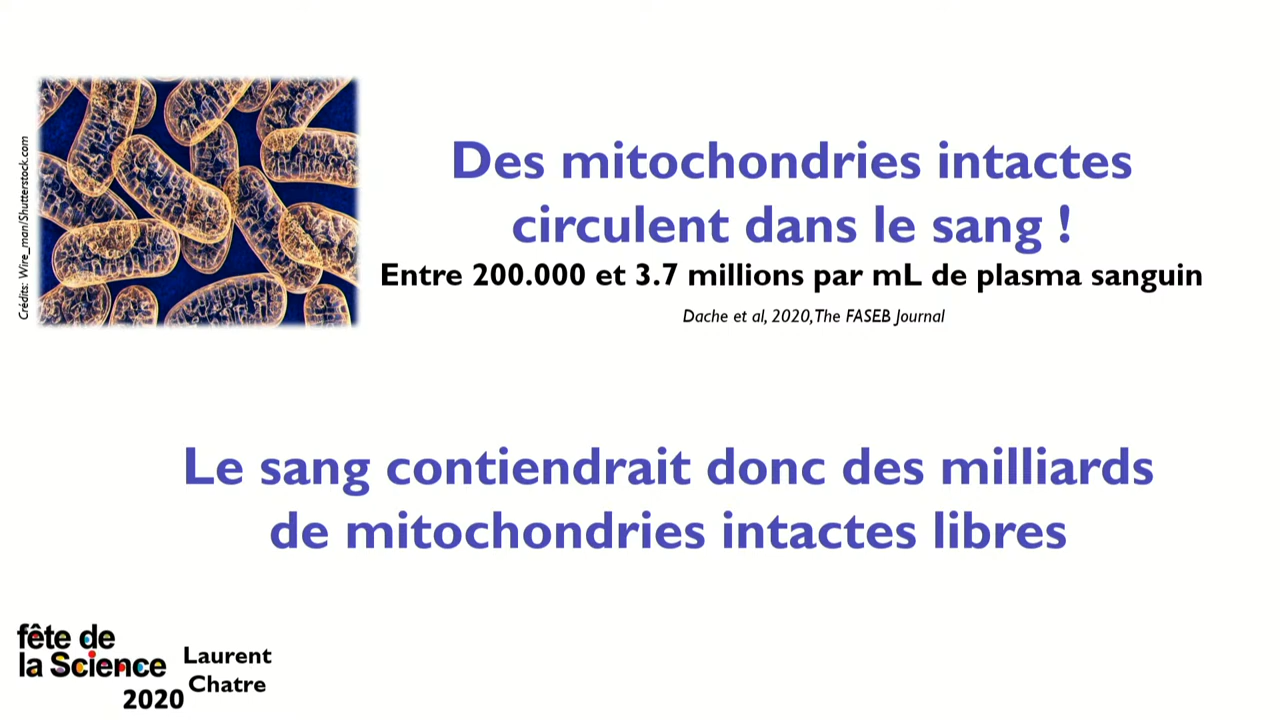 Crédits: Wire_man/Shutterstock.com
Des mitochondries intactes
circulent dans le sang !
Entre 200.000 et 3.7 millions par mL de plasma sanguin
Dache et al, 2020,The FASEB Journal
Le sang contiendrait donc des milliards
de mitochondries intactes libres
fête de
la Science
2020
Laurent
Chatre